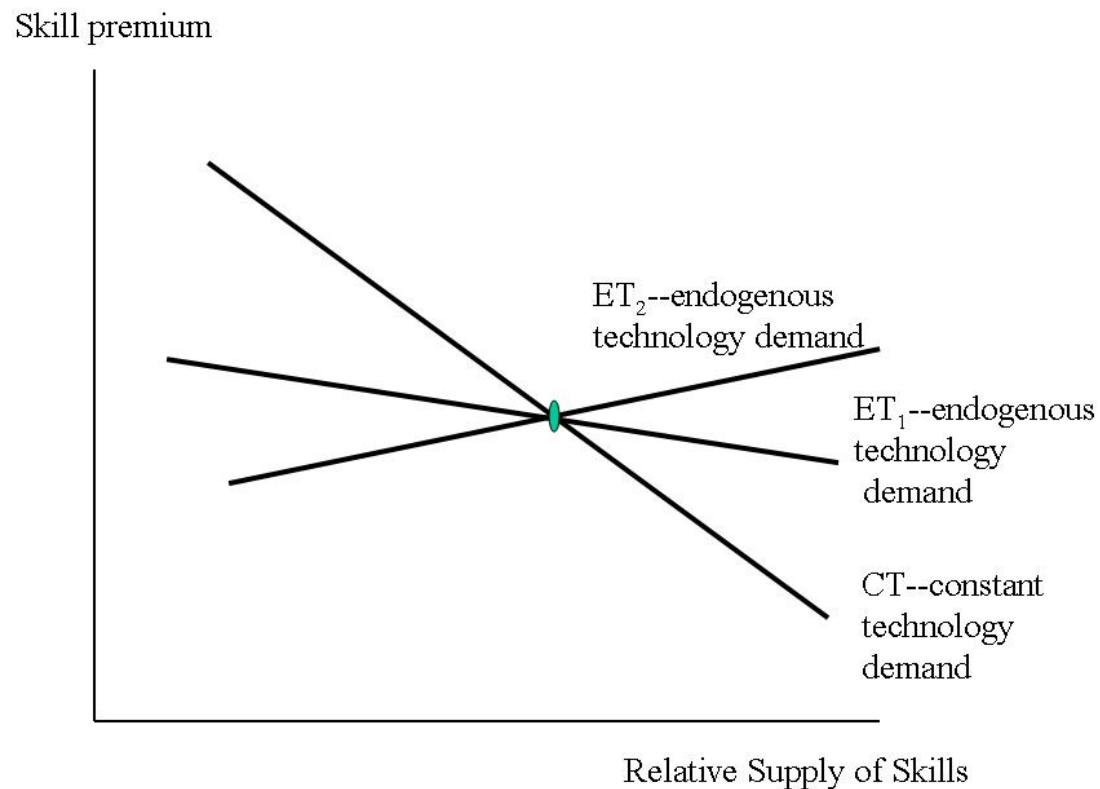 Skill premium
ET₂--endogenous
technology demand
ET₁--endogenous
technology
demand
CT--constant
technology
demand
Relative Supply of Skills